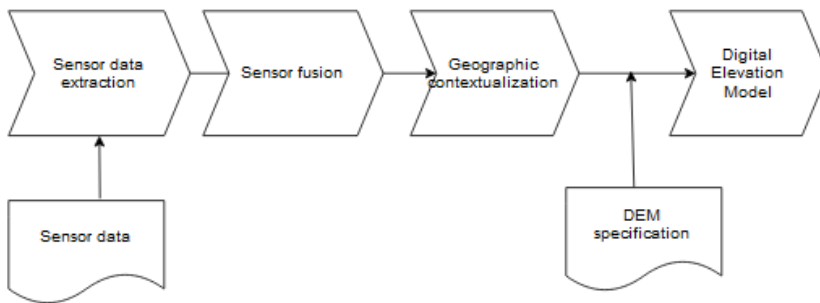 Sensor data
extraction
Sensor fusion
Geographic
contextualization
Digital
Elevation
Model
Sensor data
DEM
specification